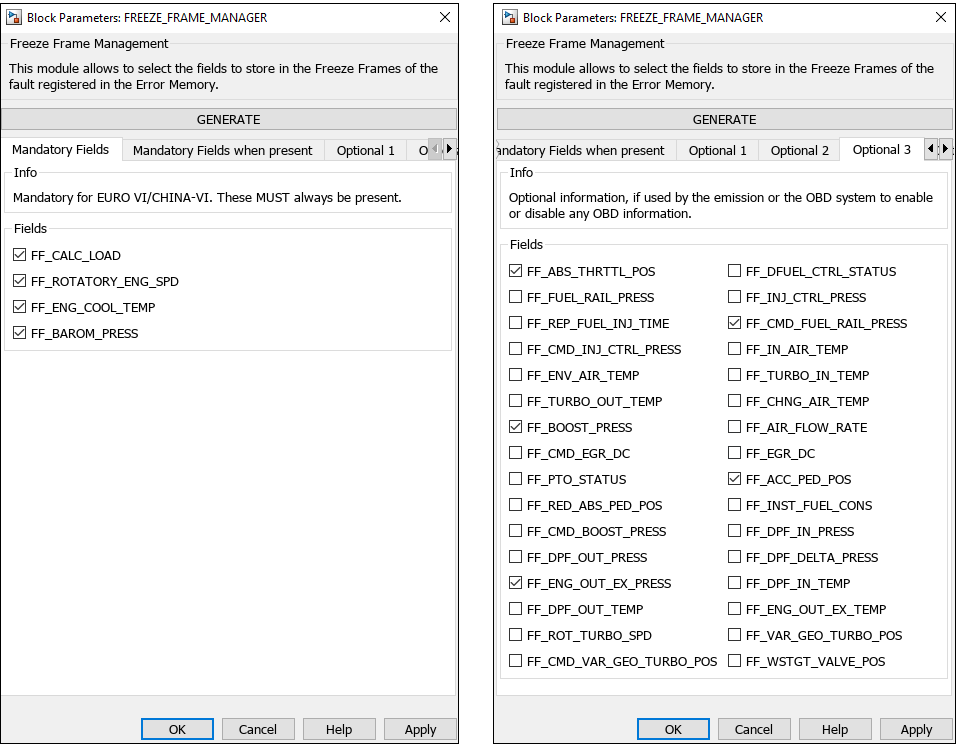 Block Parameters: FREEZE_FRAME_MANAGER
Freeze Frame Management
This module allows to select the fields to store in the Freeze Frames of the
fault registered in the Error Memory.
GENERATE
Mandatory Fields Mandatory Fields when present Optional 1 O
Info
Mandatory for EURO VI/CHINA-VI. These MUST always be present.
Fields
FF_CALC_LOAD
FF_ROTATORY_ENG_SPD
FF_ENG_COOL_TEMP
FF_BAROM_PRESS
OK Cancel Help Apply
Block Parameters: FREEZE_FRAME_MANAGER
Freeze Frame Management
This module allows to select the fields to store in the Freeze Frames of the
fault registered in the Error Memory.
GENERATE
andatory Fields when present Optional 1 Optional 2 Optional 3
Info
Optional information, if used by the emission or the OBD system to enable
or disable any OBD information.
Fields
FF_ABS_THRTTL_POS FF_DFUEL_CTRL_STATUS
FF_FUEL_RAIL_PRESS FF_INJ_CTRL_PRESS
FF_REP_FUEL_INJ_TIME FF_CMD_FUEL_RAIL_PRESS
FF_CMD_INJ_CTRL_PRESS FF_IN_AIR_TEMP
FF_ENV_AIR_TEMP FF_TURBO_IN_TEMP
FF_TURBO_OUT_TEMP FF_CHNG_AIR_TEMP
FF_BOOST_PRESS FF_AIR_FLOW_RATE
FF_CMD_EGR_DC FF_EGR_DC
FF_PTO_STATUS FF_ACC_PED_POS
FF_RED_ABS_PED_POS FF_INST_FUEL_CONS
FF_CMD_BOOST_PRESS FF_DPF_IN_PRESS
FF_DPF_OUT_PRESS FF_DPF_DELTA_PRESS
FF_ENG_OUT_EX_PRESS FF_DPF_IN_TEMP
FF_DPF_OUT_TEMP FF_ENG_OUT_EX_TEMP
FF_ROT_TURBO_SPD FF_VAR_GEO_TURBO_POS
FF_CMD_VAR_GEO_TURBO_POS FF_WSTGT_VALVE_POS
OK Cancel Help Apply